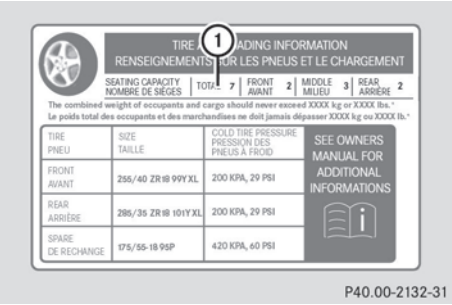 1
TIRE LOADING INFORMATION
RENSEIGNEMENTS SUR LES PNEUS ET LE CHARGEMENT
SEATING CAPACITY TOTAL 7 FRONT 2 MIDDLE 3 REAR 2
NOMBRE DE SIÈGES AVANT MILIEU ARRIÈRE
The combined weight of occupants and cargo should never exceed XXXX kg or XXXX lbs.*
Le poids total des occupants et des marchandises ne doit jamais dépasser XXXX kg ou XXXX lb.*
TIRE SIZE COLD TIRE PRESSURE
PNEU TAILLE PRESSION DES
PNEUS À FROID
SEE OWNERS
MANUAL FOR
ADDITIONAL
INFORMATIONS
i
FRONT
AVANT
255/40 ZR18 99Y XL 200 KPA, 29 PSI
REAR
ARRIÈRE
285/35 ZR18 101Y XL 200 KPA, 29 PSI
SPARE
DE RECHANGE
175/55-18 95P 420 KPA, 60 PSI
P40.00-2132-31